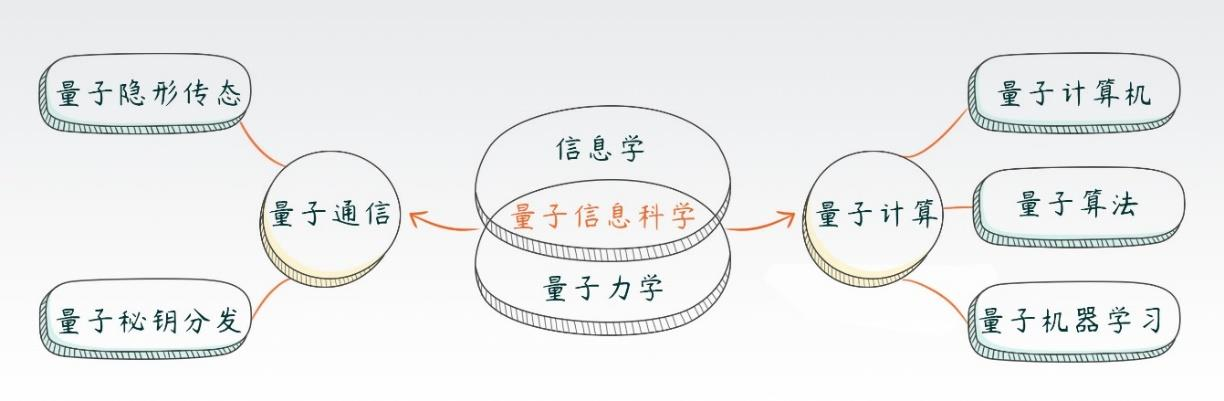 量子隐形传态
量子通信
量子秘钥分发
信息学
量子信息科学
量子力学
量子计算
量子计算机
量子算法
量子机器学习